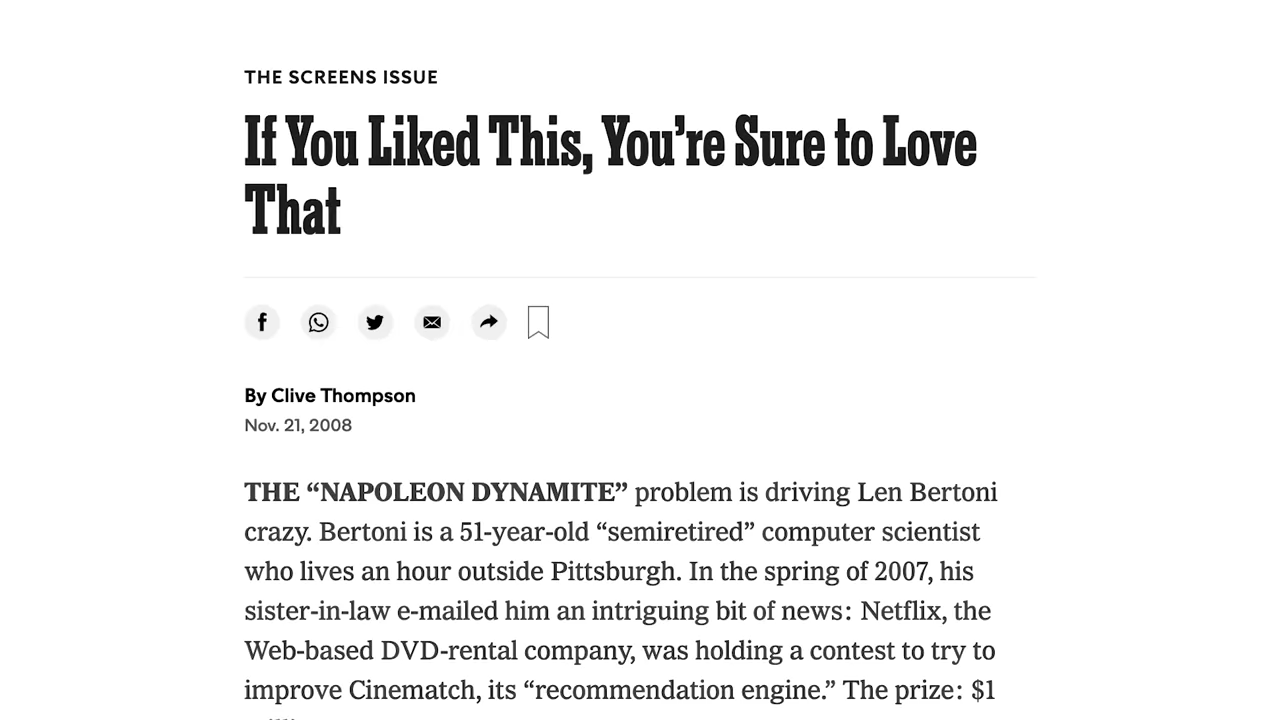 THE SCREENS ISSUE
If You Liked This, You’re Sure to Love
That
By Clive Thompson
Nov. 21, 2008
THE “NAPOLEON DYNAMITE” problem is driving Len Bertoni
crazy. Bertoni is a 51-year-old “semiretired” computer scientist
who lives an hour outside Pittsburgh. In the spring of 2007, his
sister-in-law e-mailed him an intriguing bit of news: Netflix, the
Web-based DVD-rental company, was holding a contest to try to
improve Cinematch, its “recommendation engine.” The prize: $1